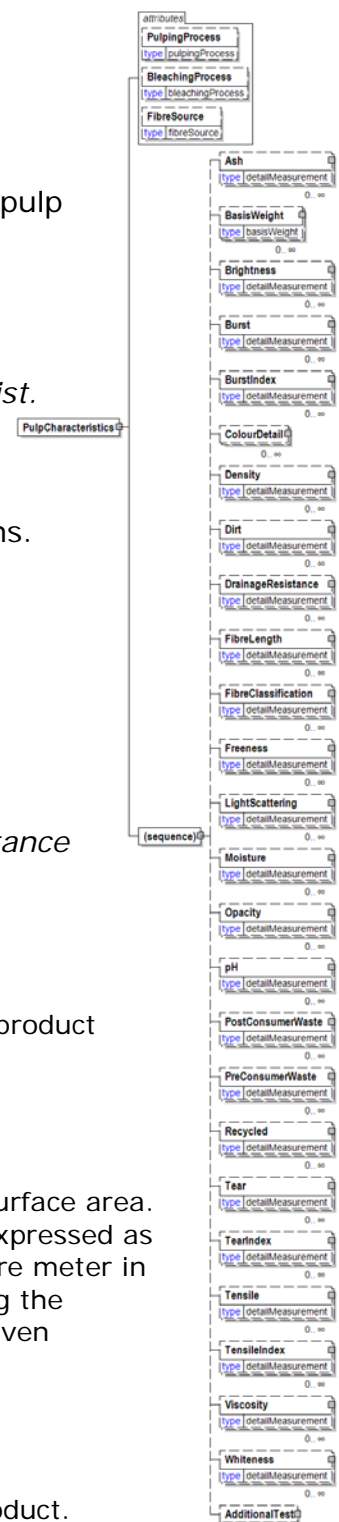 attributes
PulpingProcess
type pulpingProcess
BleachingProcess
type bleachingProcess
FibreSource
type fibreSource
pulp
ist.
PulpCharacteristics
ns.
tance
product
urface area.
xpressed as
re meter in
g the
ven
oduct.
(sequence)
Ash
type detailMeasurement
0..∞
BasisWeight
type basisWeight
0..∞
Brightness
type detailMeasurement
0..∞
Burst
type detailMeasurement
0..∞
BurstIndex
type detailMeasurement
0..∞
ColourDetail
0..∞
Density
type detailMeasurement
0..∞
Dirt
type detailMeasurement
0..∞
DrainageResistance
type detailMeasurement
0..∞
FibreLength
type detailMeasurement
0..∞
FibreClassification
type detailMeasurement
0..∞
Freeness
type detailMeasurement
0..∞
LightScattering
type detailMeasurement
0..∞
Moisture
type detailMeasurement
0..∞
Opacity
type detailMeasurement
0..∞
pH
type detailMeasurement
0..∞
PostConsumerWaste
type detailMeasurement
0..∞
PreConsumerWaste
type detailMeasurement
0..∞
Recycled
type detailMeasurement
0..∞
Tear
type detailMeasurement
0..∞
TearIndex
type detailMeasurement
0..∞
Tensile
type detailMeasurement
0..∞
TensileIndex
type detailMeasurement
0..∞
Viscosity
type detailMeasurement
0..∞
Whiteness
type detailMeasurement
0..∞
AdditionalTest